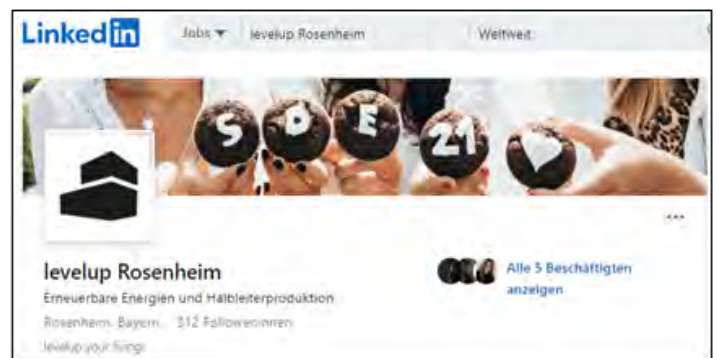 Linked in
Jobs levelup Rosenheim Weltweit
S D E 21
levelup Rosenheim
Alle 5 Beschäftigten anzeigen
Erneuerbare Energien und Halbleiterproduktion
Rosenheim, Bayern 312 Follower:innen
levelup your living!